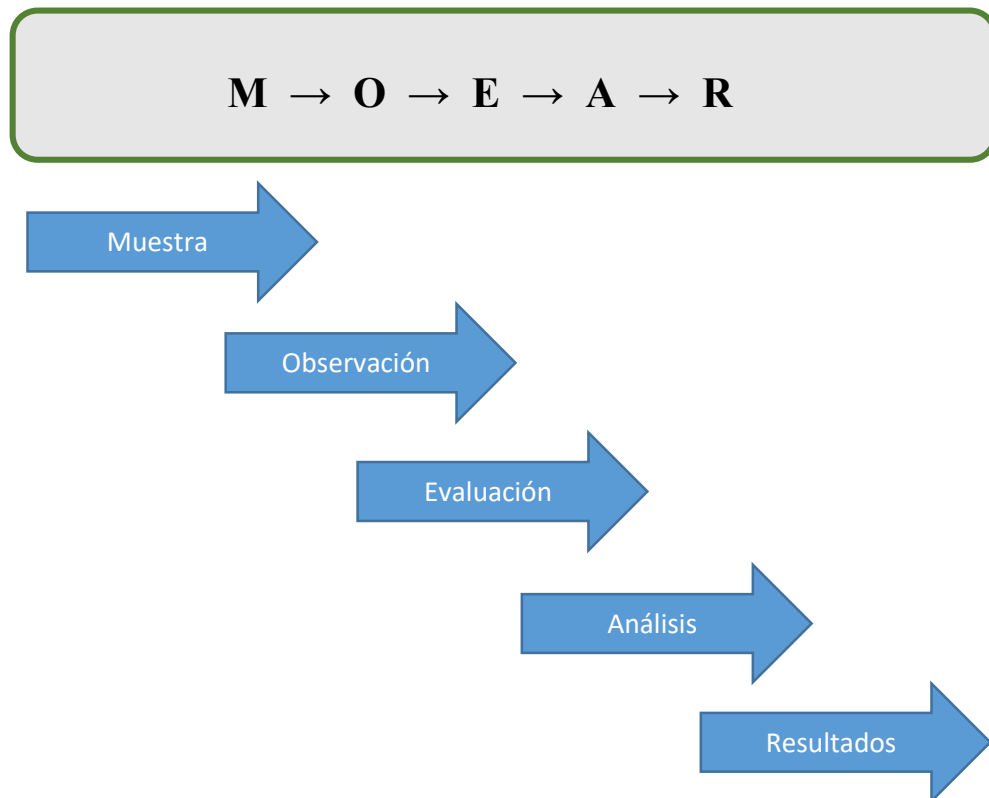 M → O → E → A → R
Muestra
Observación
Evaluación
Análisis
Resultados